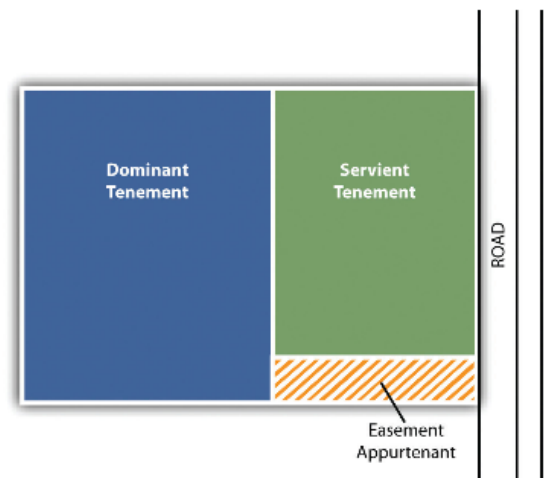 Dominant
Tenement
Servient
Tenement
ROAD
Easement
Appurtenant